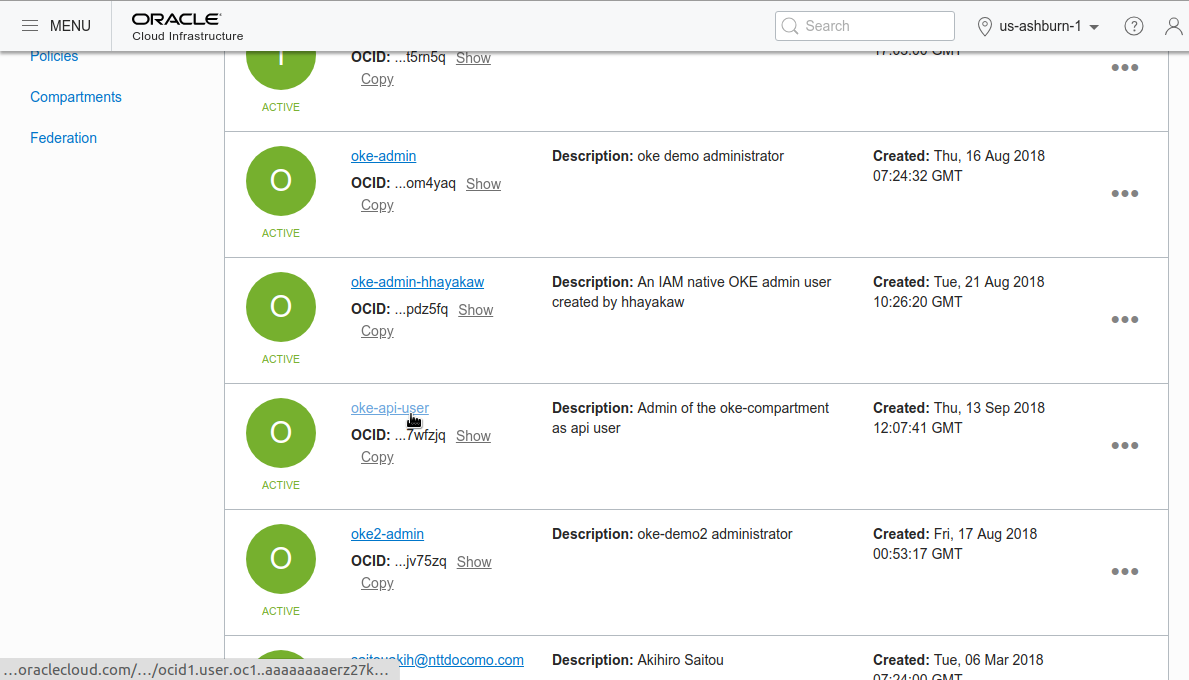 MENU
ORACLE
Cloud Infrastructure
Search
us-ashburn-1
?
Policies
Compartments
Federation
OCID: ...t5rn5q Show
Copy
ACTIVE
O
oke-admin
OCID: ...om4yaq Show
Copy
ACTIVE
Description: oke demo administrator
Created: Thu, 16 Aug 2018
07:24:32 GMT
O
oke-admin-hhayakaw
OCID: ...pdz5fq Show
Copy
ACTIVE
Description: An IAM native OKE admin user
created by hhayakaw
Created: Tue, 21 Aug 2018
10:26:20 GMT
O
oke-api-user
OCID: ...7wfzjq Show
Copy
ACTIVE
Description: Admin of the oke-compartment
as api user
Created: Thu, 13 Sep 2018
12:07:41 GMT
O
oke2-admin
OCID: ...jv75zq Show
Copy
ACTIVE
Description: oke-demo2 administrator
Created: Fri, 17 Aug 2018
00:53:17 GMT
Description: Akihiro Saitou
Created: Tue, 06 Mar 2018
07:24:00 GMT
...oraclecloud.com/.../ocid1.user.oc1..aaaaaaaaerz27k...